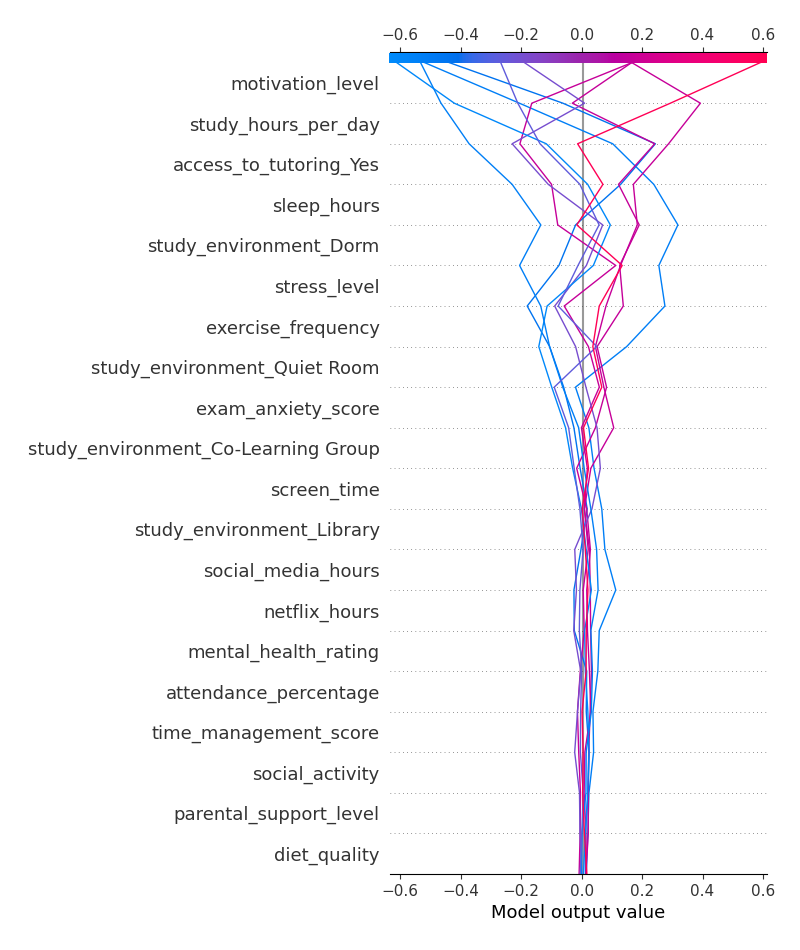 −0.6 −0.4 −0.2 0.0 0.2 0.4 0.6
motivation_level
study_hours_per_day
access_to_tutoring_Yes
sleep_hours
study_environment_Dorm
stress_level
exercise_frequency
study_environment_Quiet Room
exam_anxiety_score
study_environment_Co-Learning Group
screen_time
study_environment_Library
social_media_hours
netflix_hours
mental_health_rating
attendance_percentage
time_management_score
social_activity
parental_support_level
diet_quality
−0.6 −0.4 −0.2 0.0 0.2 0.4 0.6
Model output value